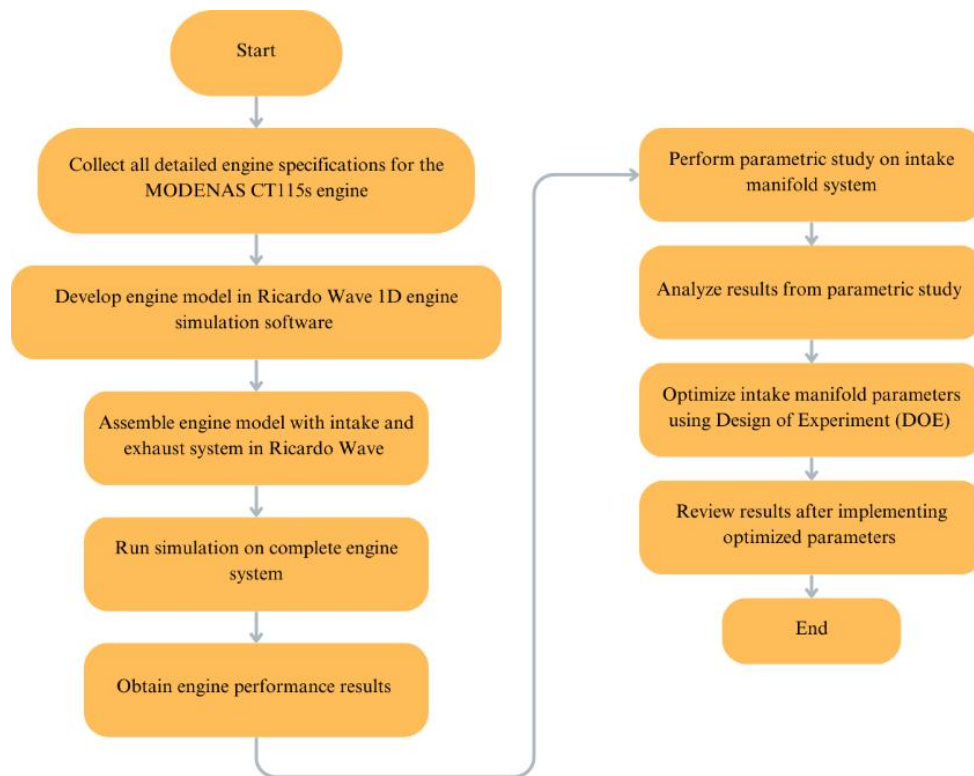 Start
Collect all detailed engine specifications for the
MODENAS CT115s engine
Develop engine model in Ricardo Wave 1D engine
simulation software
Assemble engine model with intake and
exhaust system in Ricardo Wave
Run simulation on complete engine
system
Obtain engine performance results
Perform parametric study on intake
manifold system
Analyze results from parametric study
Optimize intake manifold parameters
using Design of Experiment (DOE)
Review results after implementing
optimized parameters
End